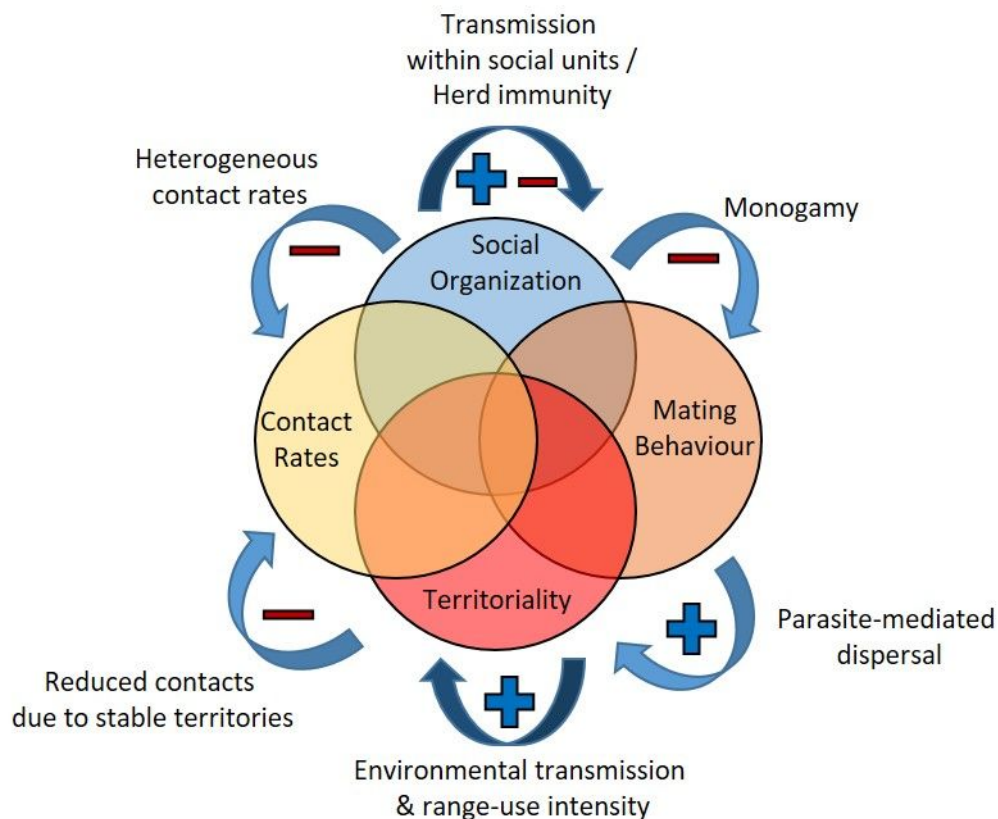 Transmission
within social units /
Herd immunity
Heterogeneous
contact rates
Monogamy
Social
Organization
Contact
Rates
Mating
Behaviour
Territoriality
Parasite-mediated
dispersal
Reduced contacts
due to stable territories
Environmental transmission
& range-use intensity